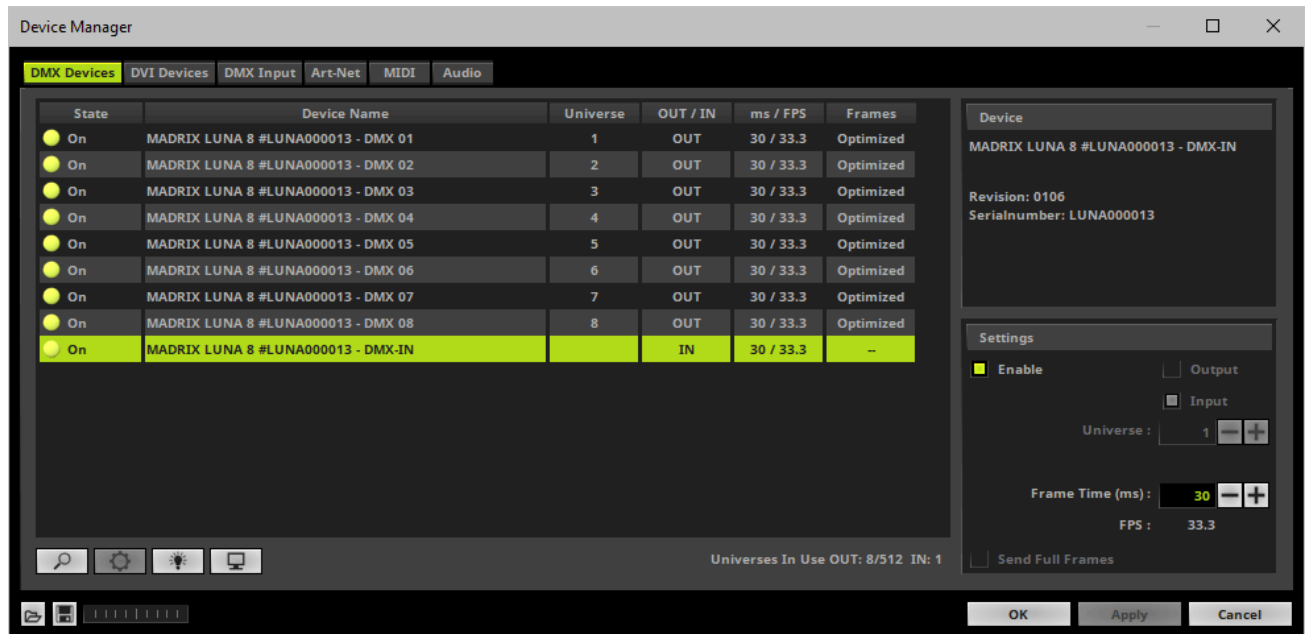 Device Manager
DMX Devices DVI Devices DMX Input Art-Net MIDI Audio
State Device Name Universe OUT / IN ms / FPS Frames
On MADRIX LUNA 8 #LUNA000013 - DMX 01 1 OUT 30 / 33.3 Optimized
On MADRIX LUNA 8 #LUNA000013 - DMX 02 2 OUT 30 / 33.3 Optimized
On MADRIX LUNA 8 #LUNA000013 - DMX 03 3 OUT 30 / 33.3 Optimized
On MADRIX LUNA 8 #LUNA000013 - DMX 04 4 OUT 30 / 33.3 Optimized
On MADRIX LUNA 8 #LUNA000013 - DMX 05 5 OUT 30 / 33.3 Optimized
On MADRIX LUNA 8 #LUNA000013 - DMX 06 6 OUT 30 / 33.3 Optimized
On MADRIX LUNA 8 #LUNA000013 - DMX 07 7 OUT 30 / 33.3 Optimized
On MADRIX LUNA 8 #LUNA000013 - DMX 08 8 OUT 30 / 33.3 Optimized
On MADRIX LUNA 8 #LUNA000013 - DMX-IN IN 30 / 33.3 --
Universes In Use OUT: 8/512 IN: 1
Device
MADRIX LUNA 8 #LUNA000013 - DMX-IN
Revision: 0106
Serialnumber: LUNA000013
Settings
Enable Output
Input
Universe : 1
Frame Time (ms) : 30
FPS : 33.3
Send Full Frames
OK Apply Cancel